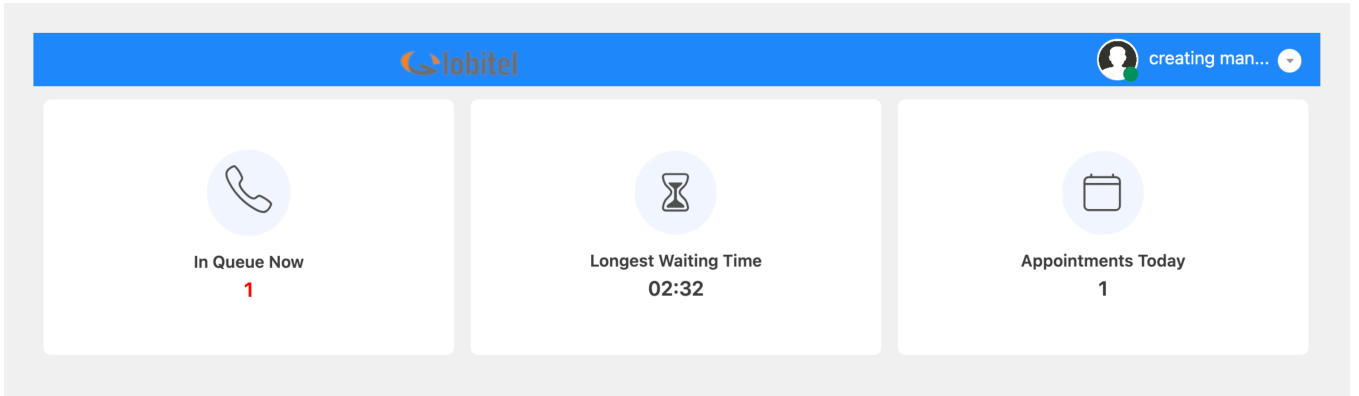 Globitel
creating man...
In Queue Now
1
Longest Waiting Time
02:32
Appointments Today
1